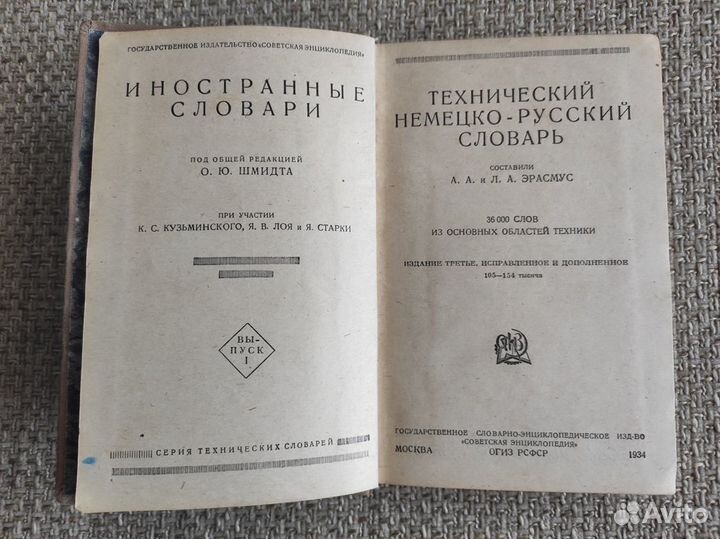 ГОСУДАРСТВЕННОЕ ИЗДАТЕЛЬСТВО «СОВЕТСКАЯ ЭНЦИКЛОПЕДИЯ»
ИНОСТРАННЫЕ
СЛОВАРИ
ПОД ОБЩЕЙ РЕДАКЦИЕЙ
О. Ю. ШМИДТА
ПРИ УЧАСТИИ
К. С. КУЗЬМИНСКОГО, Я. В. ЛОЯ и Я. СТАРКИ
ВЫ-
ПУСК
I
СЕРИЯ ТЕХНИЧЕСКИХ СЛОВАРЕЙ
ТЕХНИЧЕСКИЙ
НЕМЕЦКО-РУССКИЙ
СЛОВАРЬ
СОСТАВИЛИ
А. А. и Л. А. ЭРАСМУС
36 000 СЛОВ
ИЗ ОСНОВНЫХ ОБЛАСТЕЙ ТЕХНИКИ
ИЗДАНИЕ ТРЕТЬЕ, ИСПРАВЛЕННОЕ И ДОПОЛНЕННОЕ
105—154 тысяча
ГОСУДАРСТВЕННОЕ СЛОВАРНО-ЭНЦИКЛОПЕДИЧЕСКОЕ ИЗД-ВО
«СОВЕТСКАЯ ЭНЦИКЛОПЕДИЯ»
МОСКВА ОГИЗ РСФСР 1934
Avito